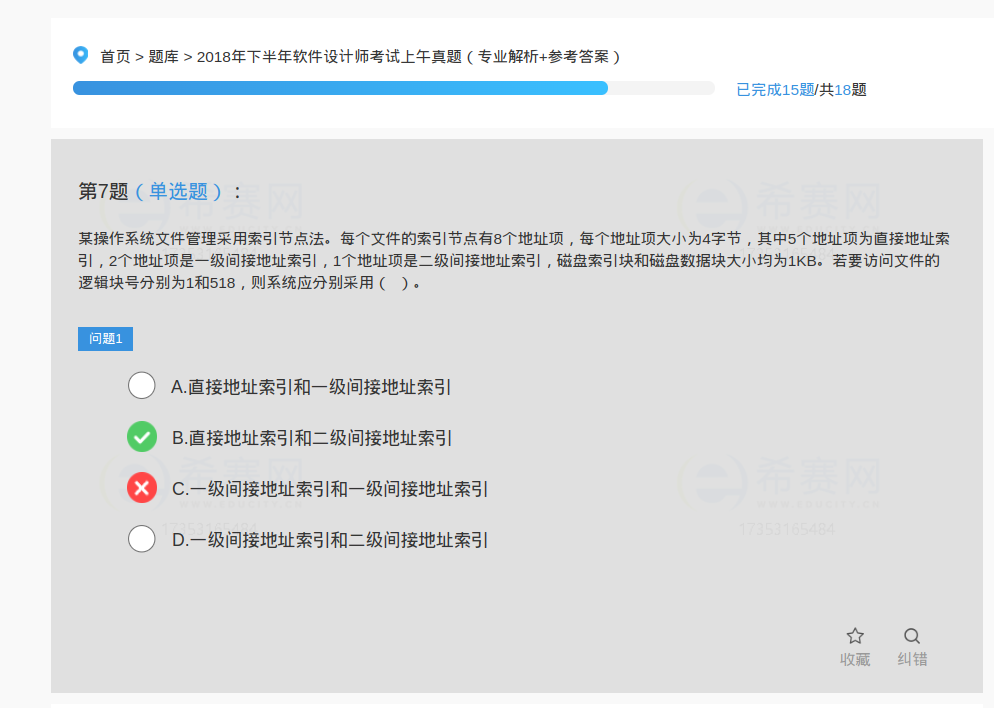 首页 > 题库 > 2018年下半年软件设计师考试上午真题（专业解析+参考答案）
已完成15题/共18题
第7题（单选题）：
某操作系统文件管理采用索引节点法。每个文件的索引节点有8个地址项，每个地址项大小为4字节，其中5个地址项为直接地址索
引，2个地址项是一级间接地址索引，1个地址项是二级间接地址索引，磁盘索引块和磁盘数据块大小均为1KB。若要访问文件的
逻辑块号分别为1和518，则系统应分别采用（　）。
问题1
A.直接地址索引和一级间接地址索引
B.直接地址索引和二级间接地址索引
C.一级间接地址索引和一级间接地址索引
D.一级间接地址索引和二级间接地址索引
希赛网
希赛网
希赛网
希赛网
17353165484
17353165484
收藏
纠错